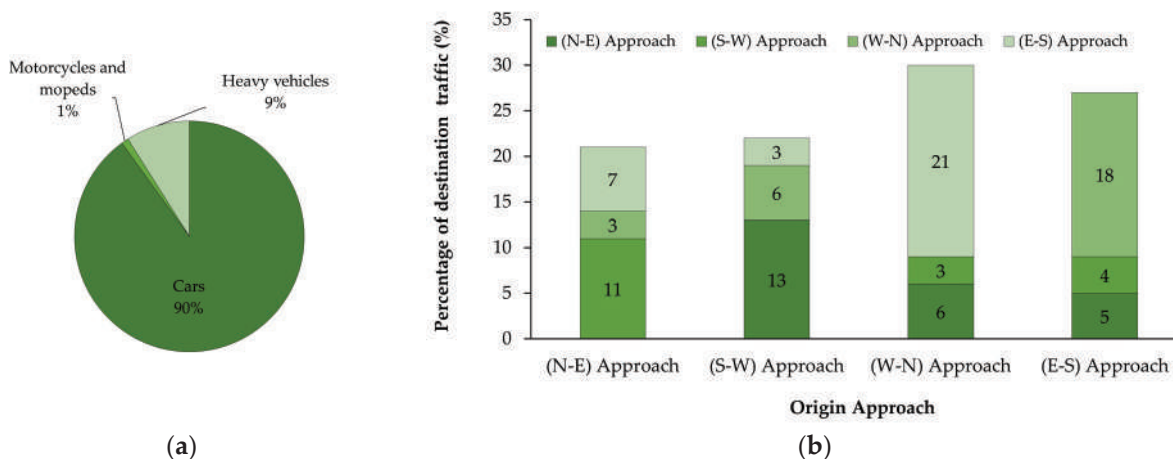 Motorcycles and
mopeds
1%
Heavy vehicles
9%
Cars
90%
(a)
Percentage of destination traffic (%)
35
30
25
20
15
10
5
0
(N-E) Approach (S-W) Approach (W-N) Approach (E-S) Approach
7
3
11
3
6
13
21
3
6
18
4
5
(N-E) Approach (S-W) Approach (W-N) Approach (E-S) Approach
Origin Approach
(b)